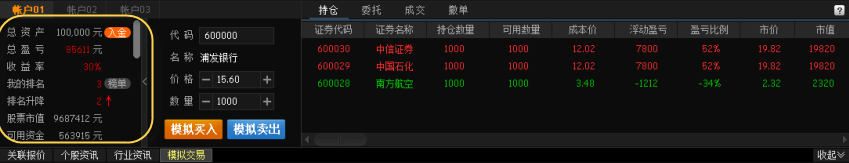 帐户01 帐户02 帐户03
总资产 100,000 元 入金
总盈亏 85611 元
收益率 30%
我的排名 3 榜单
排名升降 2 ↑
股票市值 9687412 元
可用资金 563915 元
代码 600000
名称 浦发银行
价格 - 15.60 +
数量 - 1000 +
模拟买入 模拟卖出
持仓 委托 成交 撤单 ?
证券代码 证券名称 持仓数量 可用数量 成本价 浮动盈亏 盈亏比例 市价 市值
600030 中信证券 1000 1000 12.02 7800 52% 19.82 19820
600029 中国石化 1000 1000 12.02 7800 52% 19.82 19820
600028 南方航空 1000 1000 3.48 -1212 -34% 2.32 2320
关联报价 个股资讯 行业资讯 模拟交易 收起